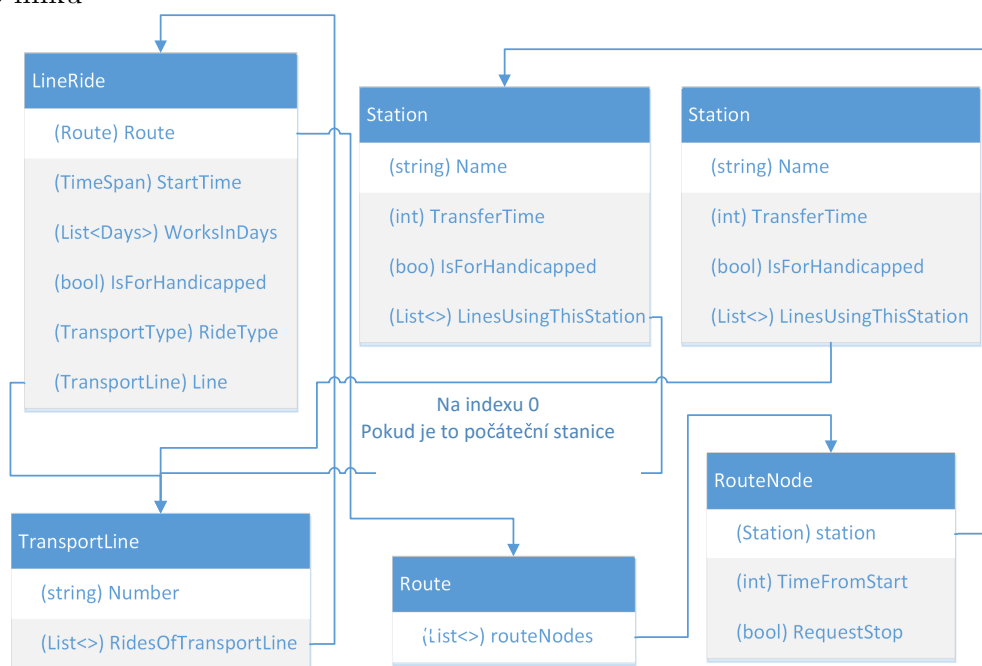 LineRide
(Route) Route
(TimeSpan) StartTime
(List<Days>) WorksInDays
(bool) IsForHandicapped
(TransportType) RideType
(TransportLine) Line
Station
(string) Name
(int) TransferTime
(boo) IsForHandicapped
(List<>) LinesUsingThisStation
Station
(string) Name
(int) TransferTime
(bool) IsForHandicapped
(List<>) LinesUsingThisStation
Na indexu 0
Pokud je to počáteční stanice
TransportLine
(string) Number
(List<>) RidesOfTransportLine
Route
(List<>) routeNodes
RouteNode
(Station) station
(int) TimeFromStart
(bool) RequestStop